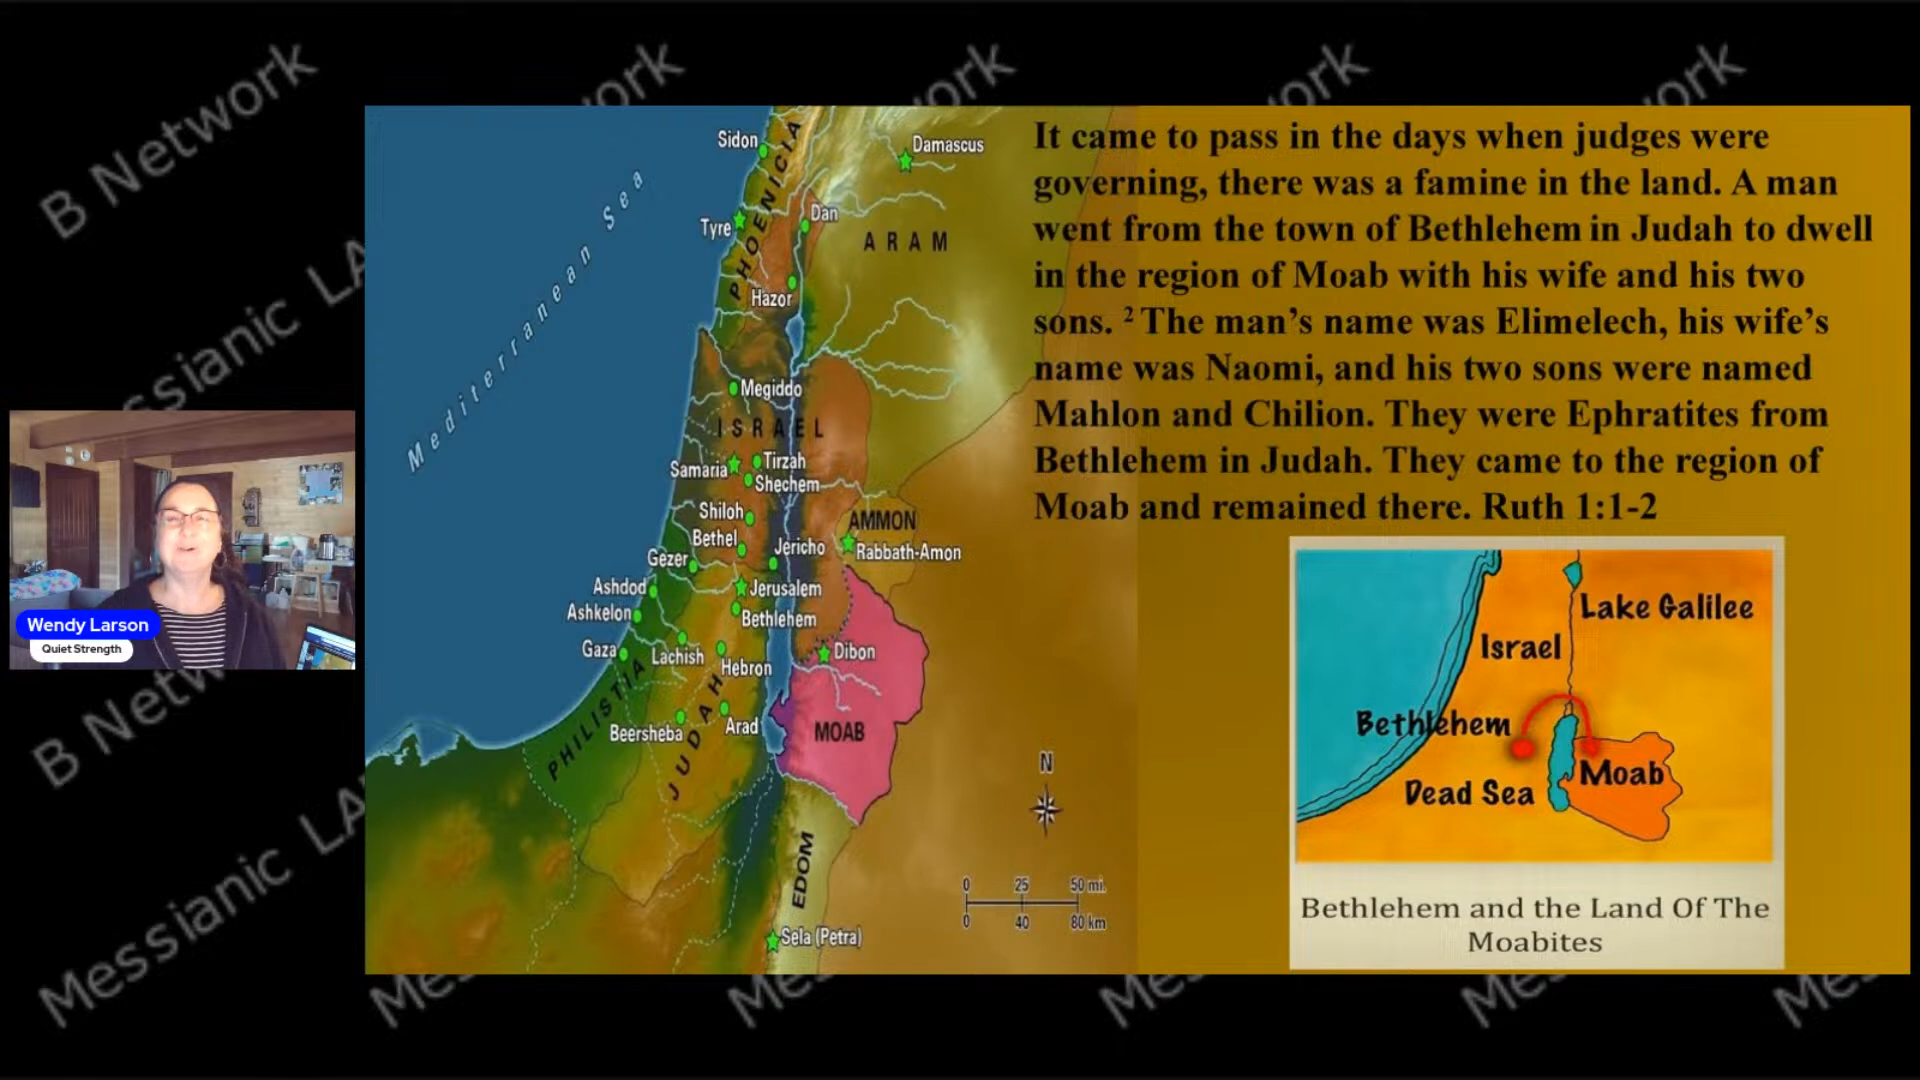 B Network
Messianic LA
B Network
Messianic LA
Wendy Larson
Quiet Strength
Mediterranean Sea
Sidon
PHOENICIA
Damascus
Tyre
Dan
ARAM
Hazor
Megiddo
ISRAEL
Samaria
Tirzah
Shechem
Shiloh
Bethel
AMMON
Gezer
Jericho
Rabbath-Amon
Ashdod
Jerusalem
Ashkelon
Bethlehem
Gaza
Lachish
Hebron
Dibon
PHILISTIA
JUDAH
Beersheba
Arad
MOAB
N
EDOM
0 25 50 mi.
0 40 80 km
Sela (Petra)
It came to pass in the days when judges were
governing, there was a famine in the land. A man
went from the town of Bethlehem in Judah to dwell
in the region of Moab with his wife and his two
sons. ² The man’s name was Elimelech, his wife’s
name was Naomi, and his two sons were named
Mahlon and Chilion. They were Ephratites from
Bethlehem in Judah. They came to the region of
Moab and remained there. Ruth 1:1-2
Lake Galilee
Israel
Bethlehem
Dead Sea
Moab
Bethlehem and the Land Of The
Moabites